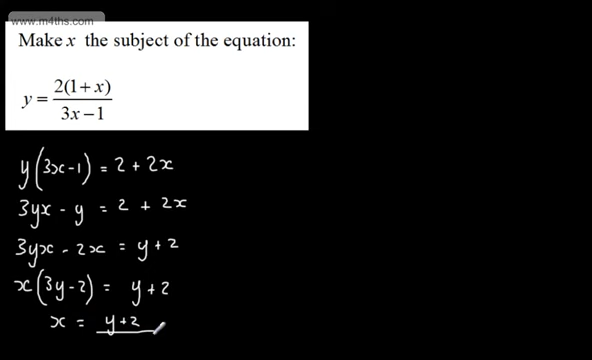 www.m4ths.com
Make x the subject of the equation:
y = 2(1+x) / 3x−1
y(3x-1) = 2 + 2x
3yx - y = 2 + 2x
3yx - 2x = y+2
x(3y-2) = y+2
x = y+2